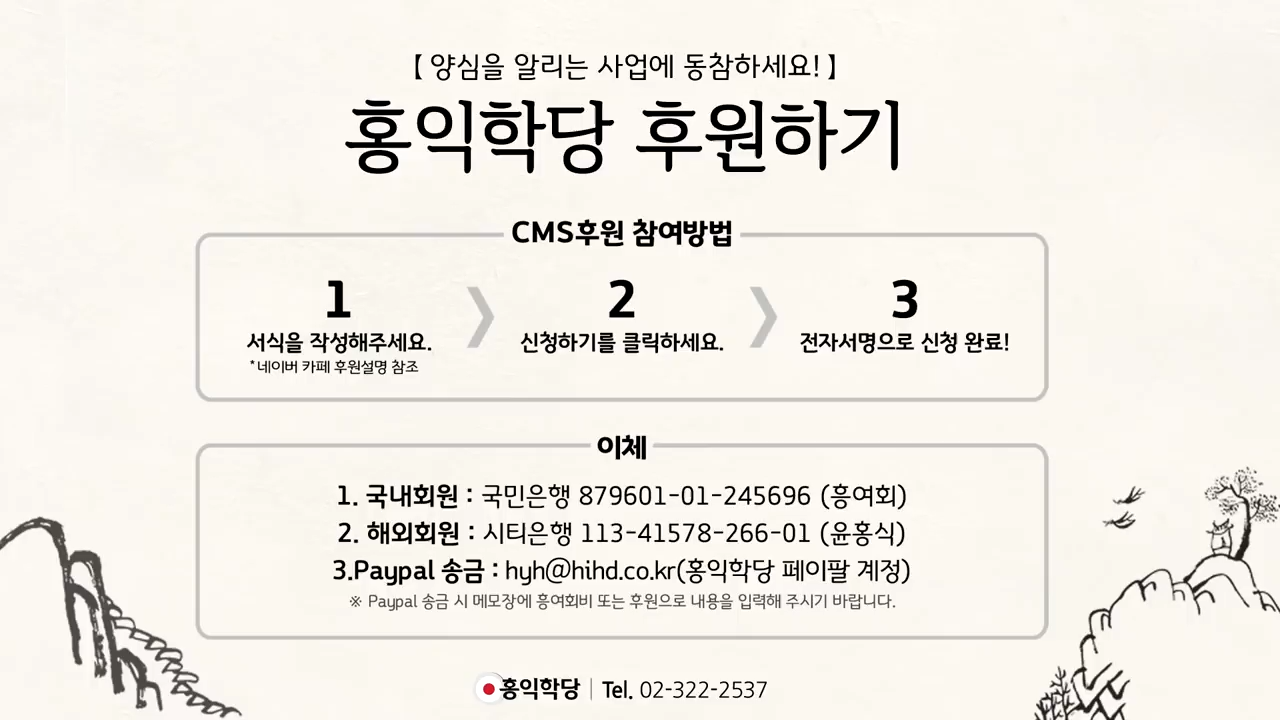 【 양심을 알리는 사업에 동참하세요! 】
홍익학당 후원하기
CMS후원 참여방법
1
서식을 작성해주세요.
*네이버 카페 후원설명 참조
2
신청하기를 클릭하세요.
3
전자서명으로 신청 완료!
이체
1. 국내회원 : 국민은행 879601-01-245696 (흥여회)
2. 해외회원 : 시티은행 113-41578-266-01 (윤홍식)
3.Paypal 송금 : hyh@hihd.co.kr(홍익학당 페이팔 계정)
※ Paypal 송금 시 메모장에 흥여회비 또는 후원으로 내용을 입력해 주시기 바랍니다.
홍익학당 | Tel. 02-322-2537